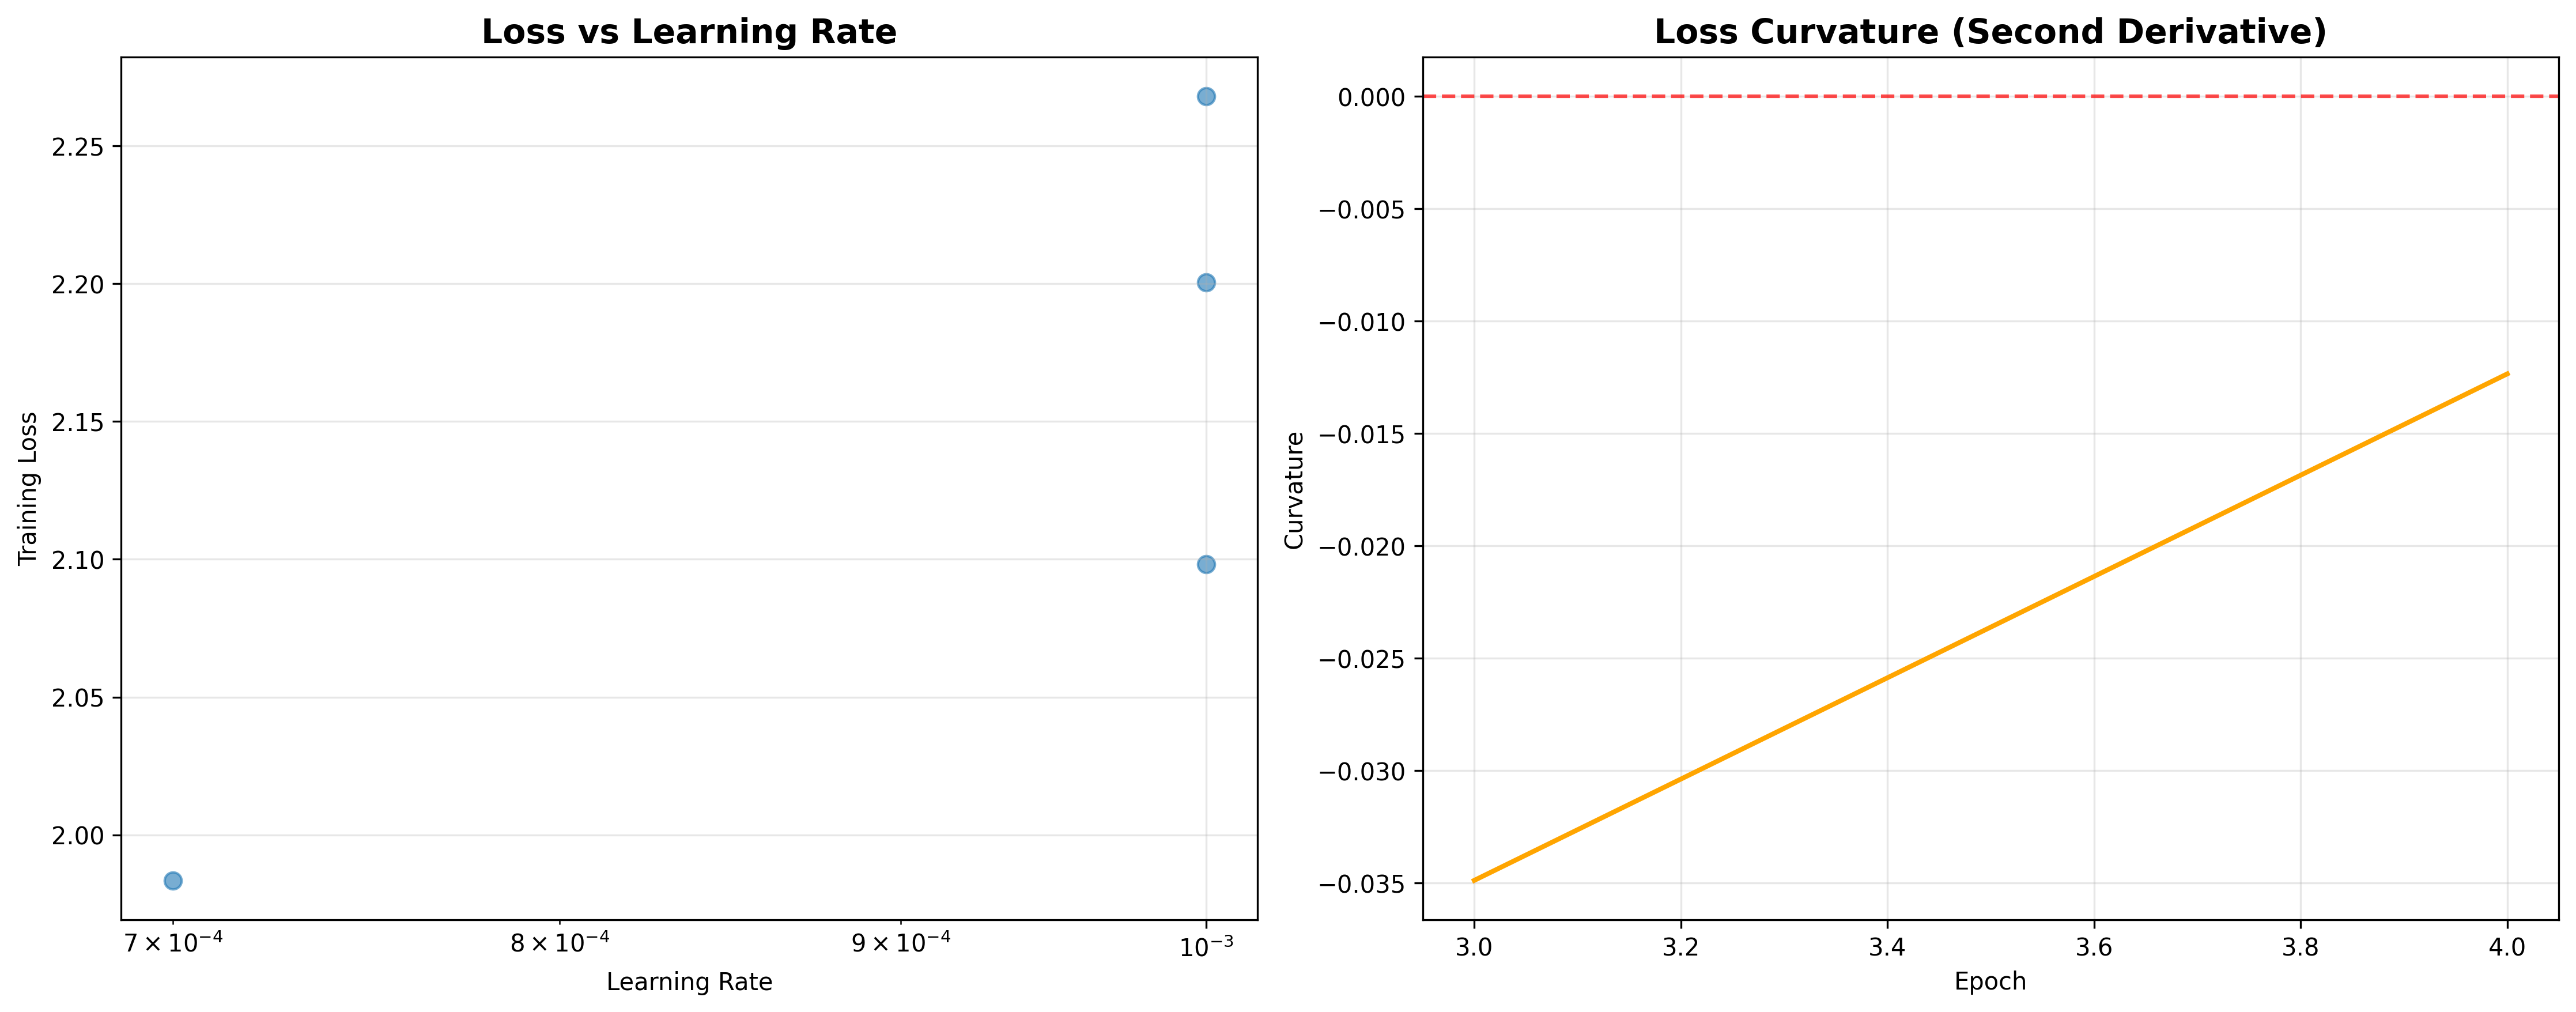 Loss vs Learning Rate
Training Loss
2.25
2.20
2.15
2.10
2.05
2.00
7 × 10⁻⁴
8 × 10⁻⁴
9 × 10⁻⁴
10⁻³
Learning Rate
Loss Curvature (Second Derivative)
Curvature
0.000
−0.005
−0.010
−0.015
−0.020
−0.025
−0.030
−0.035
3.0
3.2
3.4
3.6
3.8
4.0
Epoch